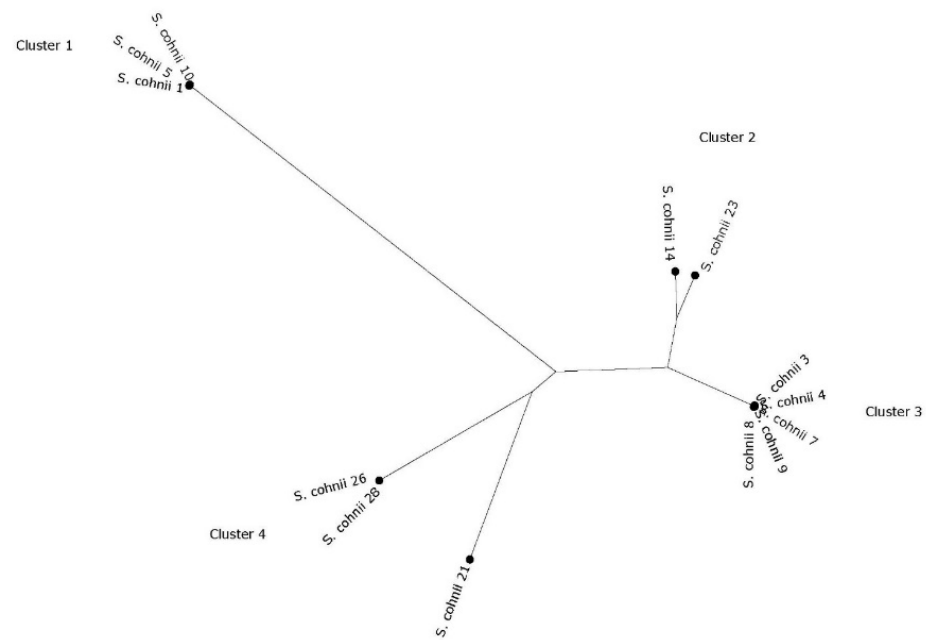 Cluster 1
S. cohnii 10
S. cohnii 5
S. cohnii 1
Cluster 2
S. cohnii 14
S. cohnii 23
S. cohnii 3
S. cohnii 4
S. cohnii 7
S. cohnii 9
S. cohnii 8
Cluster 3
S. cohnii 26
S. cohnii 28
Cluster 4
S. cohnii 21